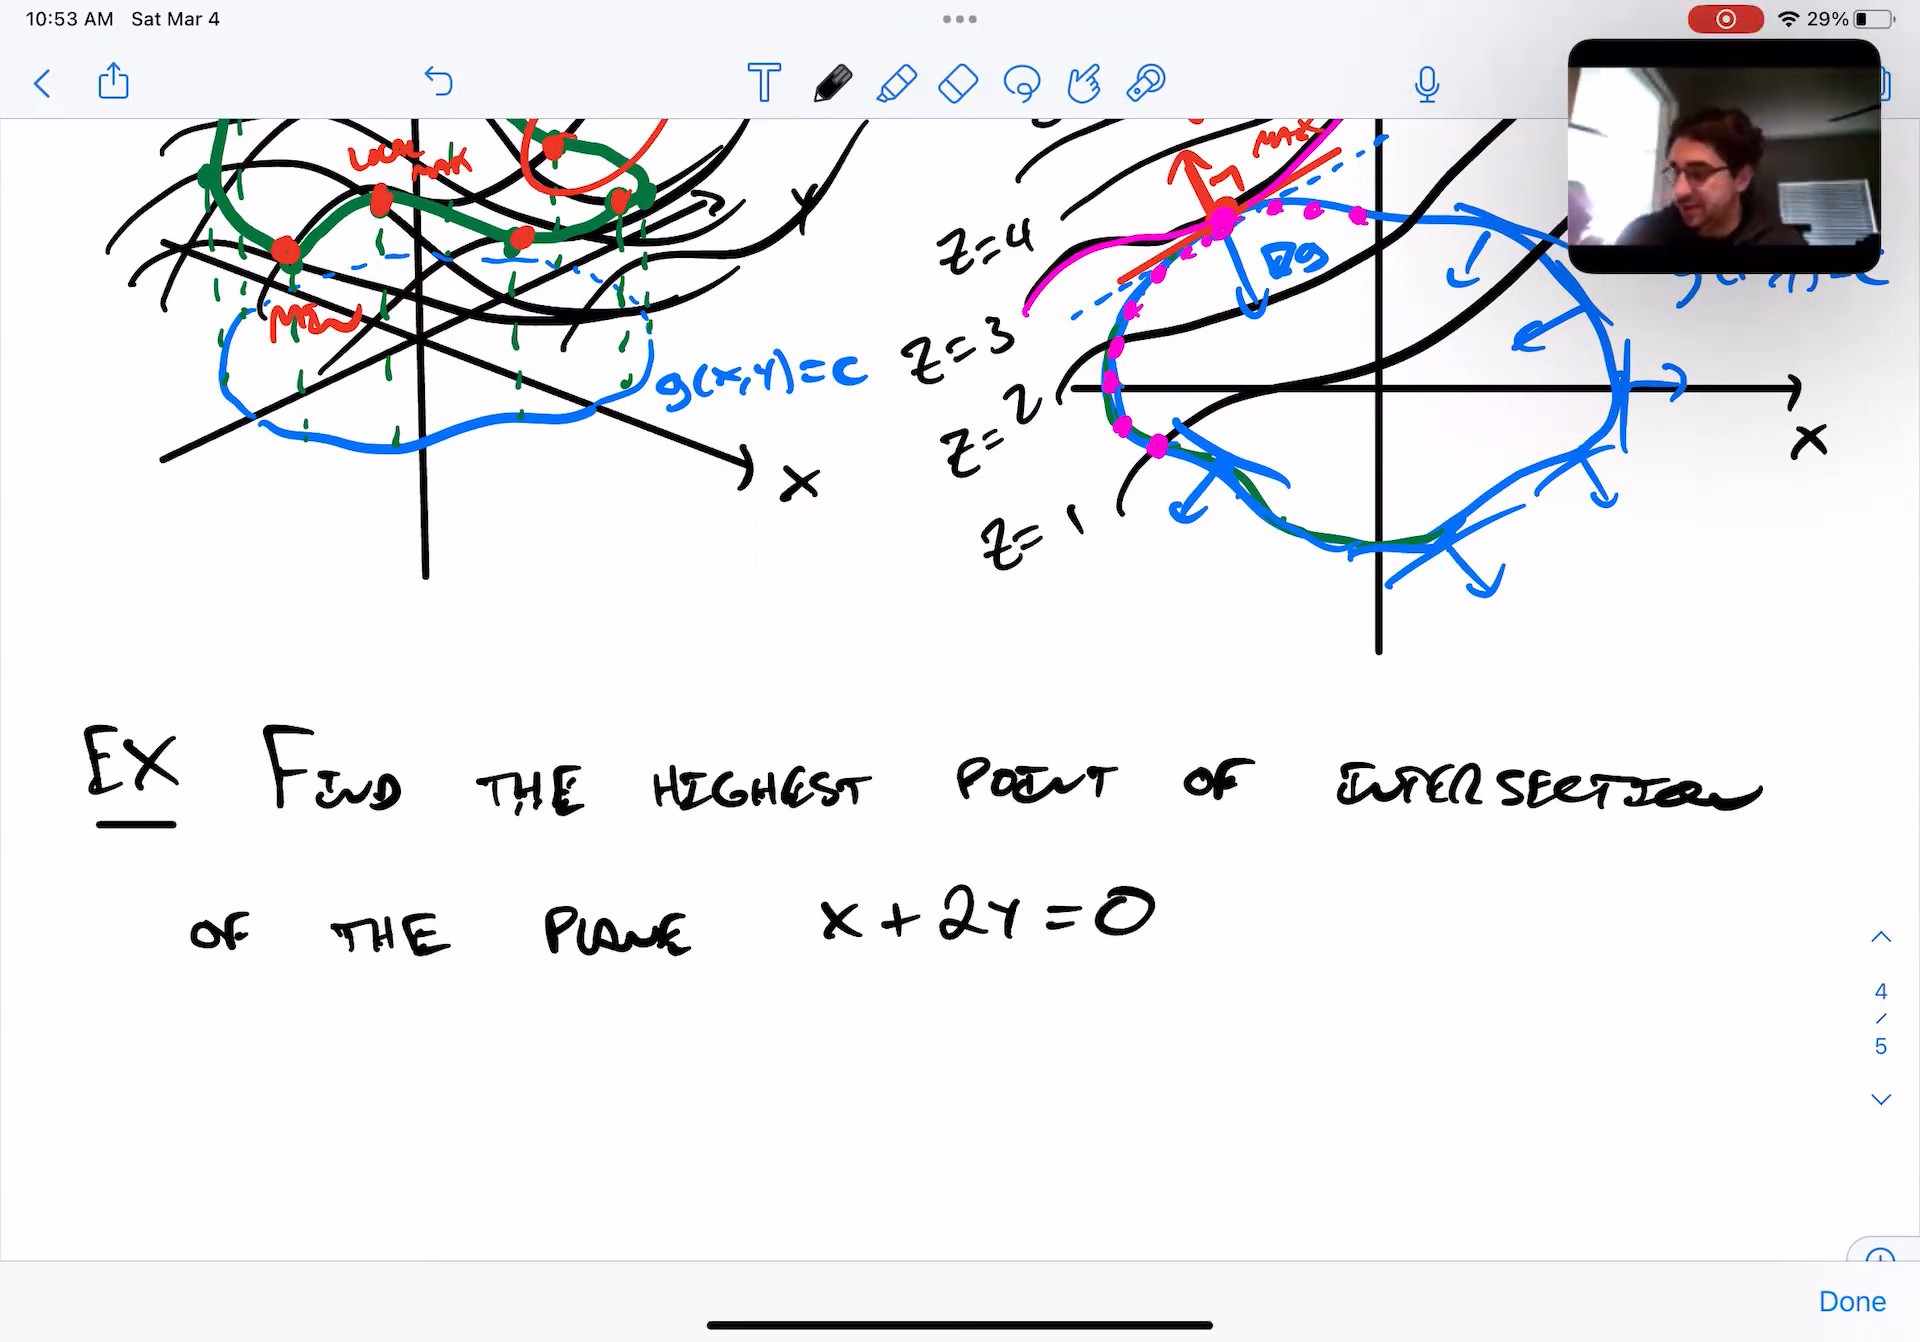 10:53 AM Sat Mar 4
29%
T
LOCAL MAX
MIN
g(x,y)=c
Y
X
MAX
Z=4
∇g
Z=3
Z=2
X
Z=1
EX FIND THE HIGHEST POINT OF INTERSECTION
OF THE PLANE X+2Y=0
4
/
5
Done